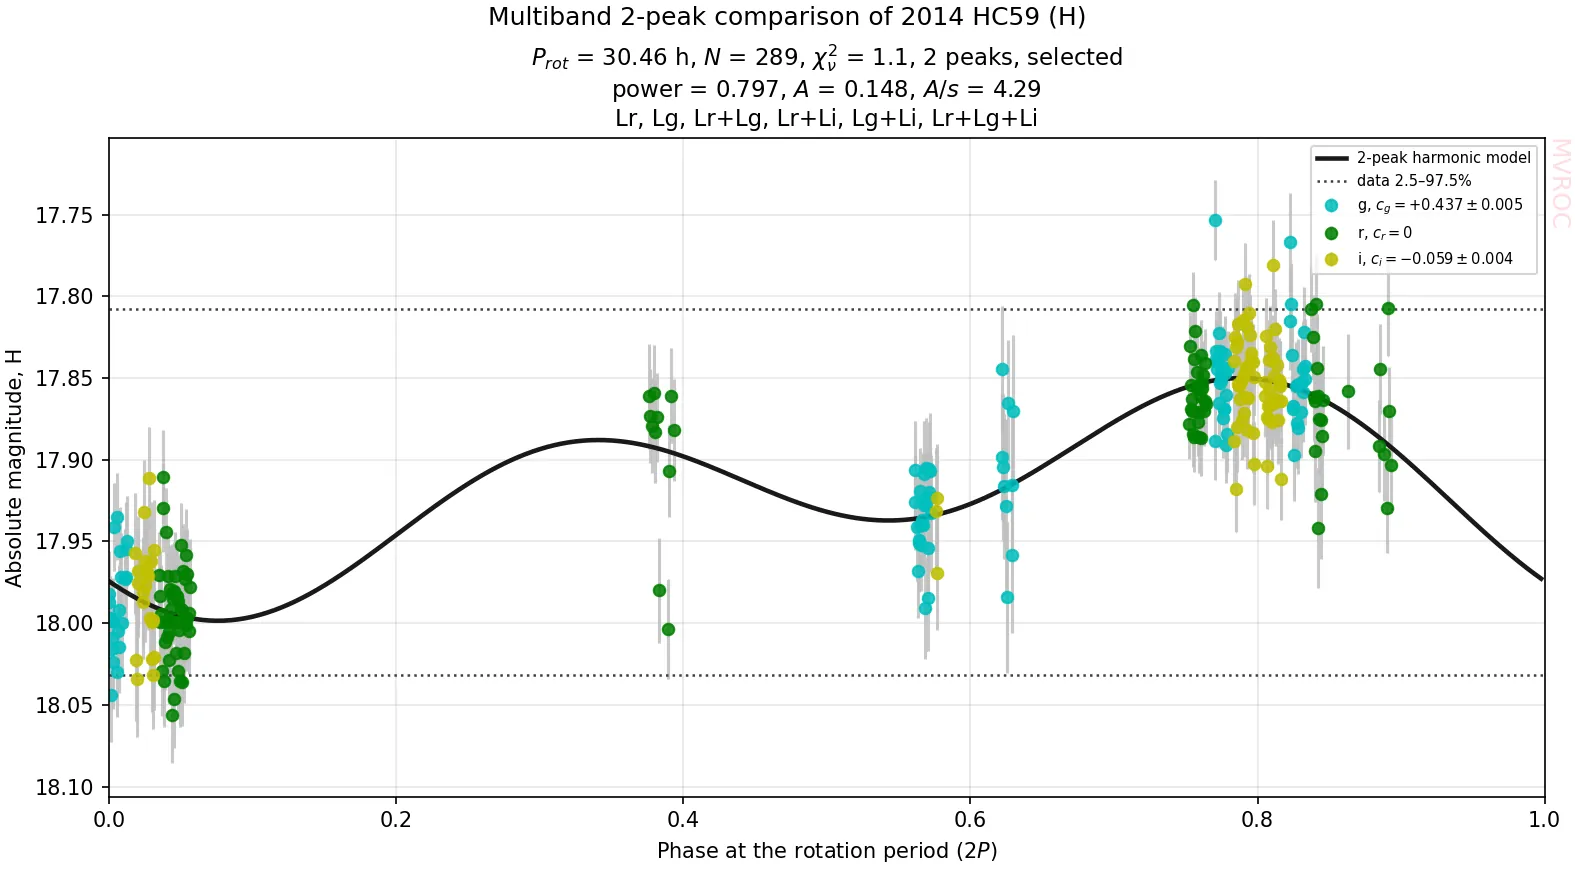 Multiband 2-peak comparison of 2014 HC59 (H)
P_rot = 30.46 h, N = 289, χ²_ν = 1.1, 2 peaks, selected
power = 0.797, A = 0.148, A/s = 4.29
Lr, Lg, Lr+Lg, Lr+Li, Lg+Li, Lr+Lg+Li
2-peak harmonic model
data 2.5–97.5%
g, c_g = +0.437 ± 0.005
r, c_r = 0
i, c_i = −0.059 ± 0.004
MVROC
Absolute magnitude, H
17.75
17.80
17.85
17.90
17.95
18.00
18.05
18.10
0.0 0.2 0.4 0.6 0.8 1.0
Phase at the rotation period (2P)